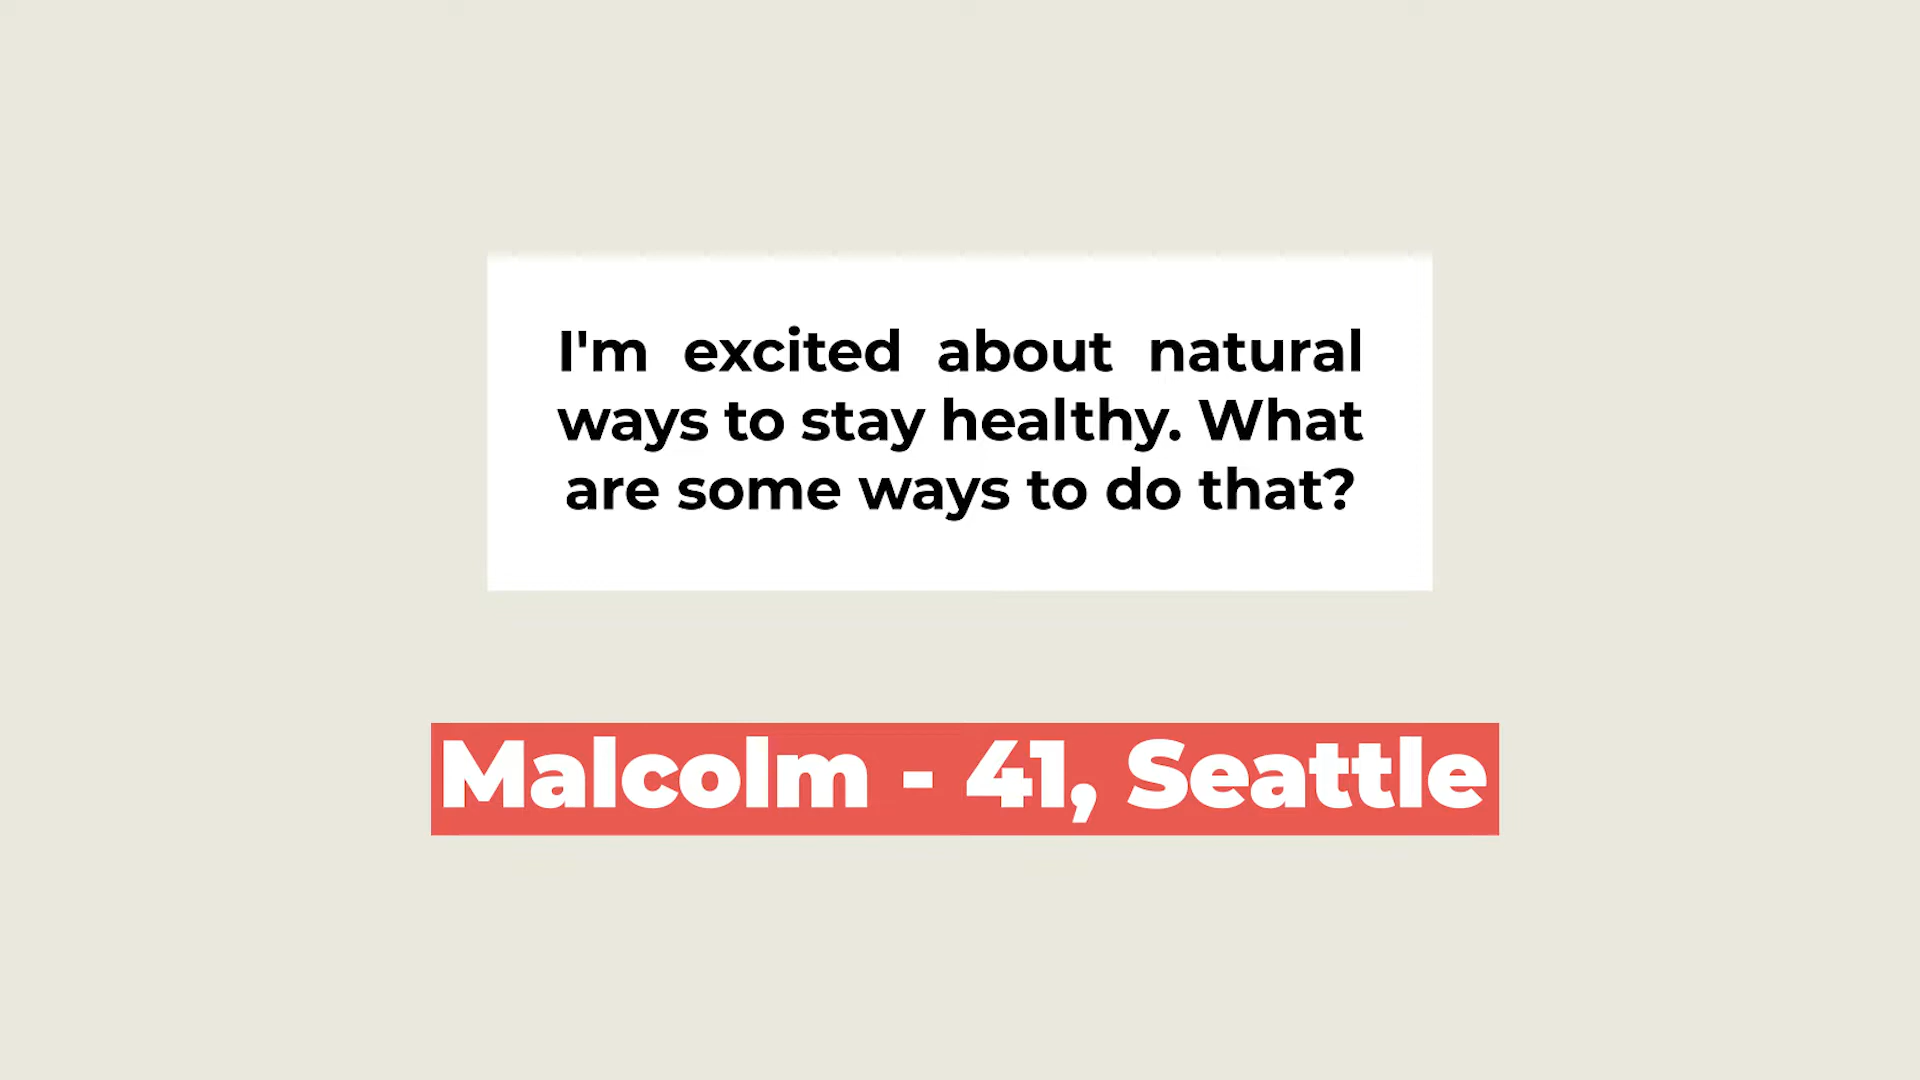 I'm excited about natural
ways to stay healthy. What
are some ways to do that?
Malcolm - 41, Seattle